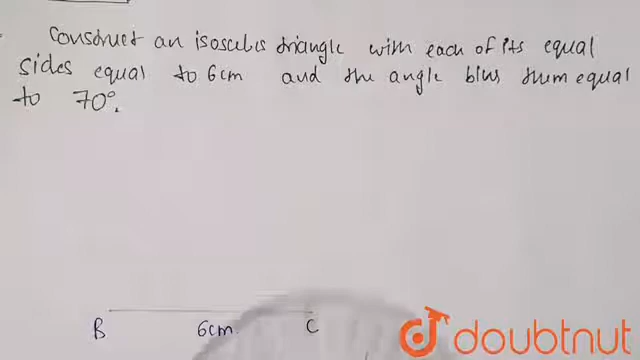 Construct an isosceles triangle with each of its equal
sides equal to 6cm and the angle b/w them equal
to 70°.
B 6cm. C
doubtnut